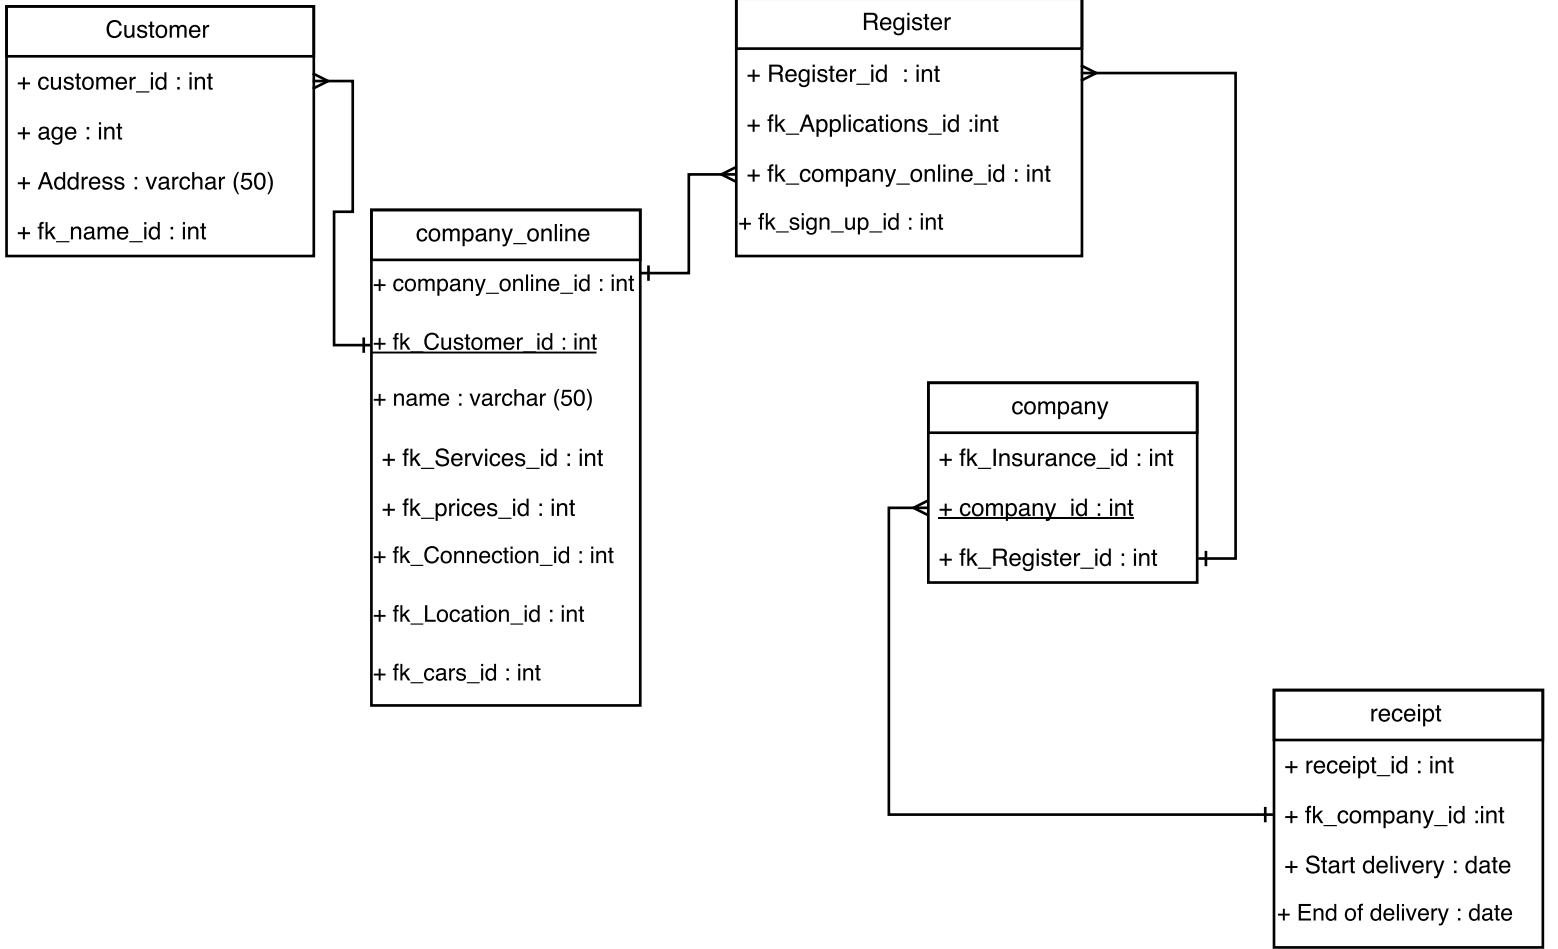 Customer
+ customer_id : int
+ age : int
+ Address : varchar (50)
+ fk_name_id : int
company_online
+ company_online_id : int
+ fk_Customer_id : int
+ name : varchar (50)
+ fk_Services_id : int
+ fk_prices_id : int
+ fk_Connection_id : int
+ fk_Location_id : int
+ fk_cars_id : int
Register
+ Register_id  : int
+ fk_Applications_id :int
+ fk_company_online_id : int
+ fk_sign_up_id : int
company
+ fk_Insurance_id : int
+ company_id : int
+ fk_Register_id : int
receipt
+ receipt_id : int
+ fk_company_id :int
+ Start delivery : date
+ End of delivery : date